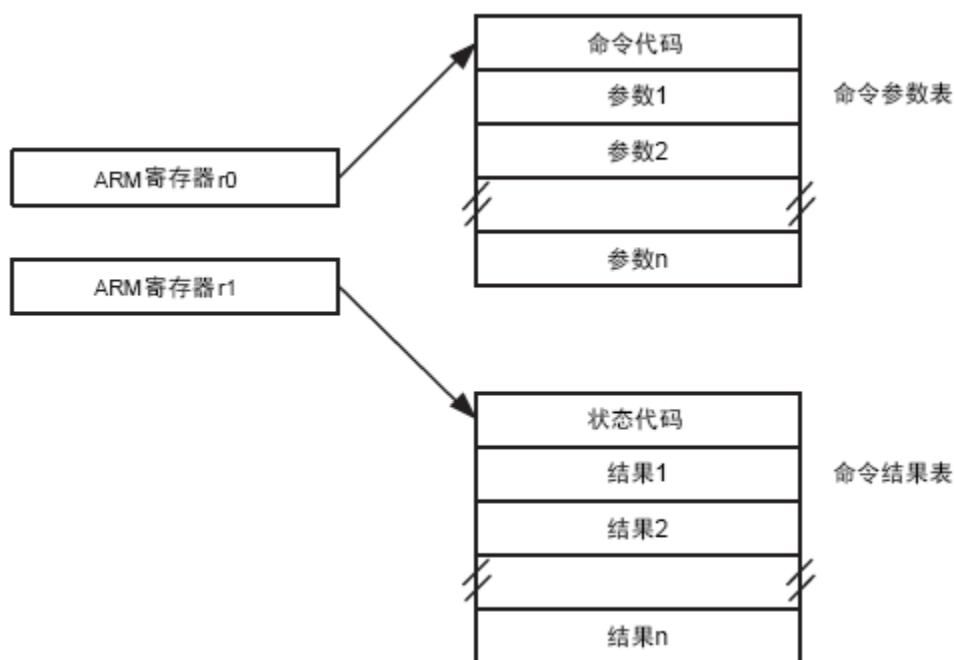 命令代码
参数1
命令参数表
参数2
ARM寄存器r0
参数n
ARM寄存器r1
状态代码
结果1
命令结果表
结果2
结果n